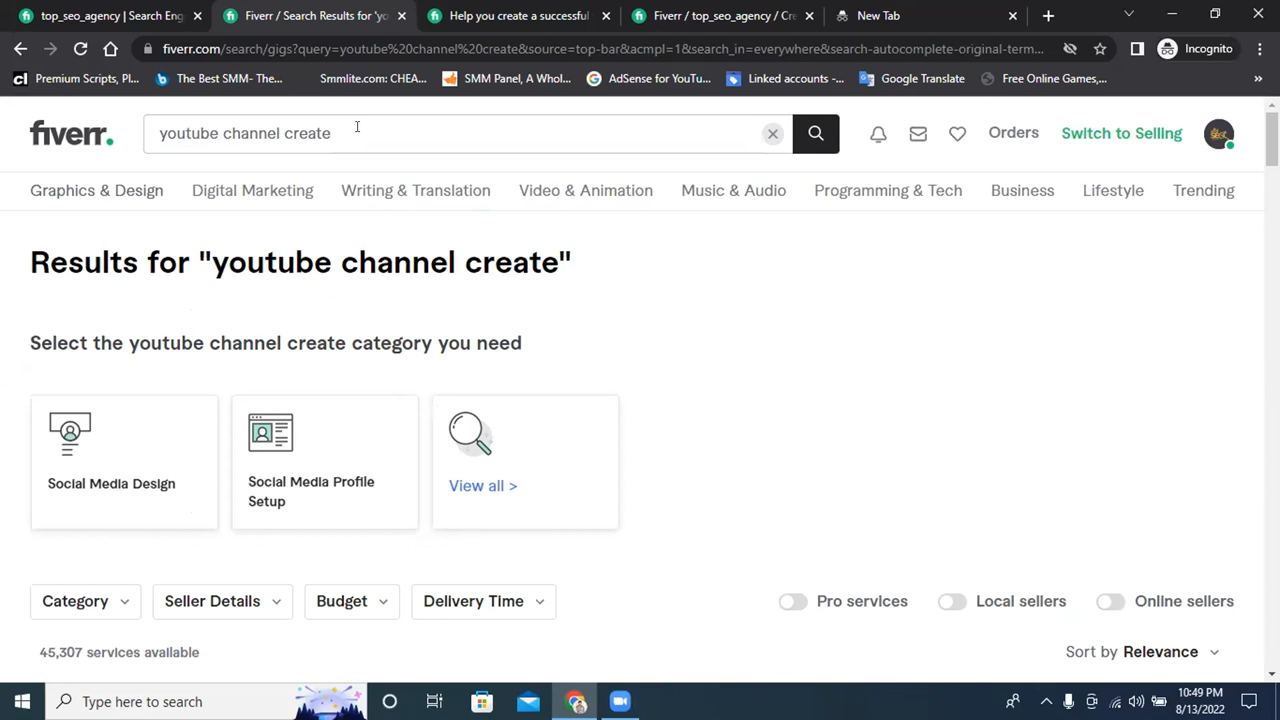 top_seo_agency | Search Eng
Fiverr / Search Results for 'yo
Help you create a successful
Fiverr / top_seo_agency / Cr
New Tab
fiverr.com/search/gigs?query=youtube%20channel%20create&source=top-bar&acmpl=1&search_in=everywhere&search-autocomplete-original-term...
Incognito
Premium Scripts, Pl...
The Best SMM- The...
Smmlite.com: CHEA...
SMM Panel, A Whol...
AdSense for YouTu...
Linked accounts -...
Google Translate
Free Online Games,...
fiverr.
youtube channel create
Orders
Switch to Selling
Graphics & Design
Digital Marketing
Writing & Translation
Video & Animation
Music & Audio
Programming & Tech
Business
Lifestyle
Trending
Results for "youtube channel create"
Select the youtube channel create category you need
Social Media Design
Social Media Profile
Setup
View all >
Category
Seller Details
Budget
Delivery Time
Pro services
Local sellers
Online sellers
45,307 services available
Sort by Relevance
Type here to search
10:49 PM
8/13/2022